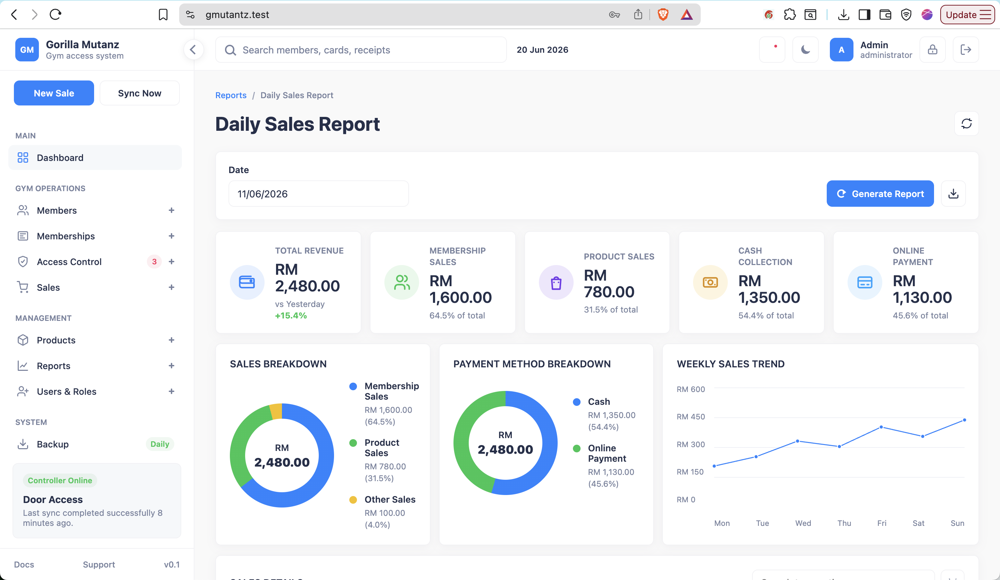 gmutantz.test
Update
GM
Gorilla Mutanz
Gym access system
Search members, cards, receipts
20 Jun 2026
A
Admin
administrator
New Sale
Sync Now
MAIN
Dashboard
GYM OPERATIONS
Members +
Memberships +
Access Control 3 +
Sales +
MANAGEMENT
Products +
Reports +
Users & Roles +
SYSTEM
Backup Daily
Controller Online
Door Access
Last sync completed successfully 8
minutes ago.
Docs Support v0.1
Reports / Daily Sales Report
Daily Sales Report
Date
11/06/2026
Generate Report
TOTAL REVENUE
RM
2,480.00
vs Yesterday
+15.4%
MEMBERSHIP
SALES
RM
1,600.00
64.5% of total
PRODUCT SALES
RM
780.00
31.5% of total
CASH
COLLECTION
RM
1,350.00
54.4% of total
ONLINE
PAYMENT
RM
1,130.00
45.6% of total
SALES BREAKDOWN
RM
2,480.00
Membership
Sales
RM 1,600.00
(64.5%)
Product
Sales
RM 780.00
(31.5%)
Other Sales
RM 100.00
(4.0%)
PAYMENT METHOD BREAKDOWN
RM
2,480.00
Cash
RM 1,350.00
(54.4%)
Online
Payment
RM 1,130.00
(45.6%)
WEEKLY SALES TREND
RM 600
RM 450
RM 300
RM 150
RM 0
Mon Tue Wed Thu Fri Sat Sun